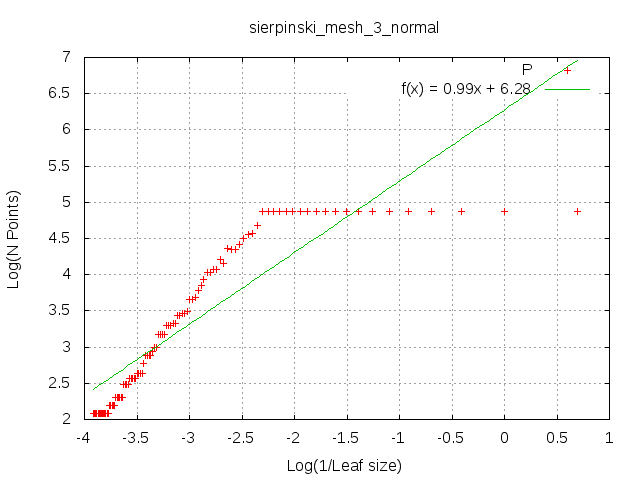 sierpinski_mesh_3_normal
7
6.5
6
5.5
5
4.5
4
3.5
3
2.5
2
P
f(x) = 0.99x + 6.28
Log(N Points)
-4 -3.5 -3 -2.5 -2 -1.5 -1 -0.5 0 0.5 1
Log(1/Leaf size)